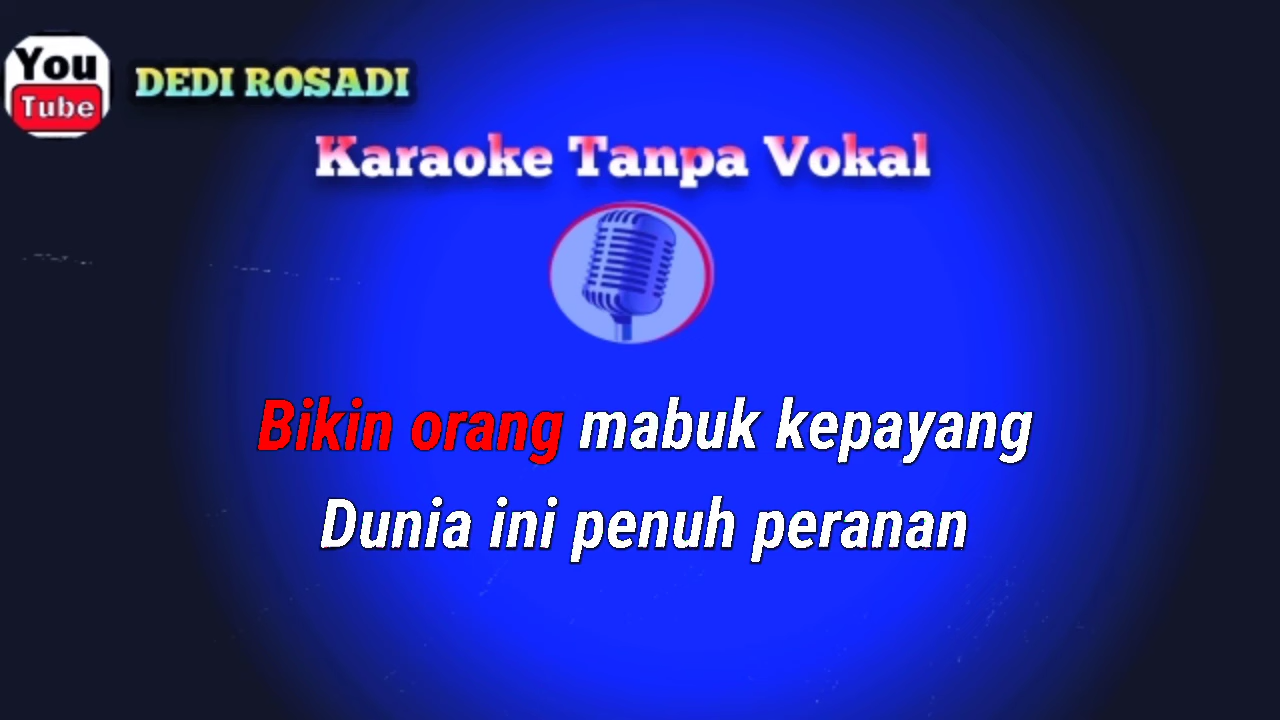 You
Tube
DEDI ROSADI
Karaoke Tanpa Vokal
Bikin orang mabuk kepayang
Dunia ini penuh peranan